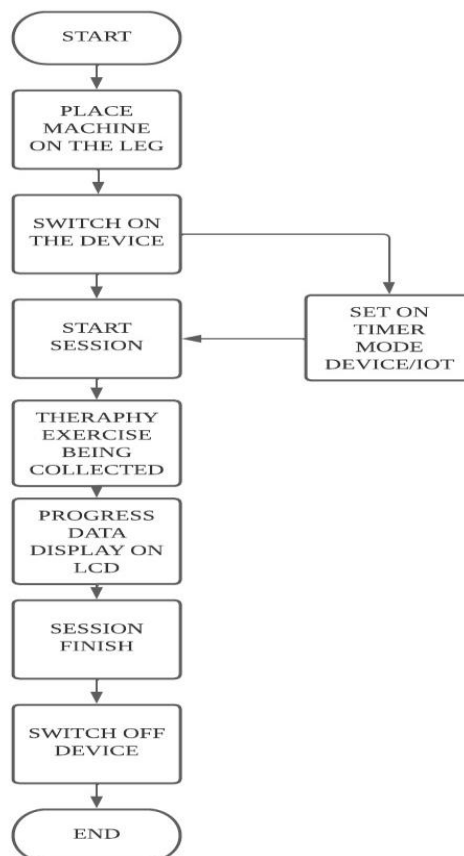 START
PLACE
MACHINE
ON THE LEG
SWITCH ON
THE DEVICE
SET ON
TIMER
MODE
DEVICE/IOT
START
SESSION
THERAPHY
EXERCISE
BEING
COLLECTED
PROGRESS
DATA
DISPLAY ON
LCD
SESSION
FINISH
SWITCH OFF
DEVICE
END